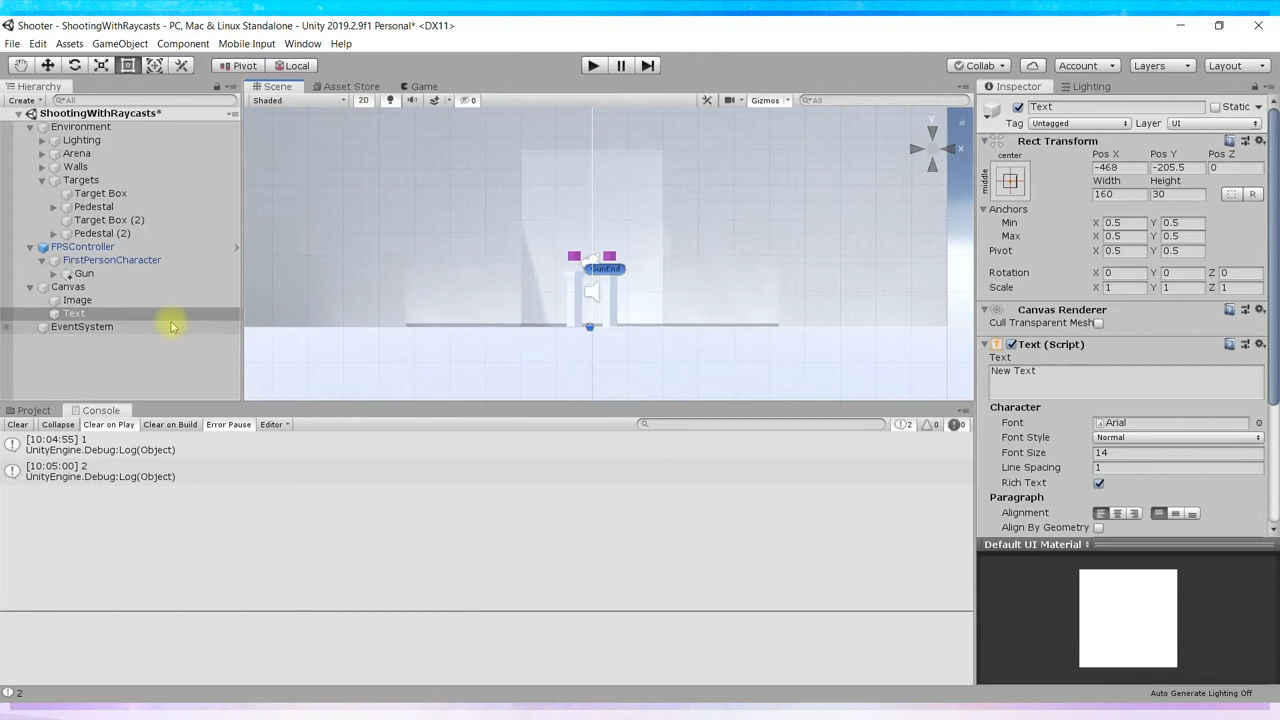 Shooter - ShootingWithRaycasts - PC, Mac & Linux Standalone - Unity 2019.2.9f1 Personal* <DX11>
File Edit Assets GameObject Component Mobile Input Window Help
Pivot Local Collab Account Layers Layout
Hierarchy Scene Asset Store Game Inspector Lighting
Create All Shaded 2D 0 Gizmos All Text Static
ShootingWithRaycasts* Tag Untagged Layer UI
Environment
Lighting Rect Transform
Arena center Pos X Pos Y Pos Z
Walls middle -468 -205.5 0
Targets Width Height
Target Box 160 30 R
Pedestal Anchors
Target Box (2) Min X 0.5 Y 0.5
Pedestal (2) Max X 0.5 Y 0.5
FPSController Pivot X 0.5 Y 0.5
FirstPersonCharacter
Gun GunEnd Rotation X 0 Y 0 Z 0
Canvas Scale X 1 Y 1 Z 1
Image Canvas Renderer
Text Cull Transparent Mesh
EventSystem
Text (Script)
Text
New Text
Character
Font Arial
Font Style Normal
Font Size 14
Line Spacing 1
Rich Text
Paragraph
Alignment
Align By Geometry
Default UI Material
Project Console
Clear Collapse Clear on Play Clear on Build Error Pause Editor 2 0 0
[10:04:55] 1
UnityEngine.Debug:Log(Object)
[10:05:00] 2
UnityEngine.Debug:Log(Object)
2 Auto Generate Lighting Off